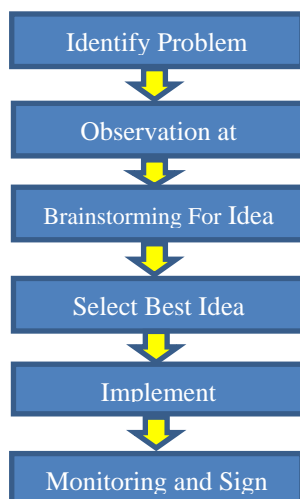 Identify Problem
Observation at
Brainstorming For Idea
Select Best Idea
Implement
Monitoring and Sign